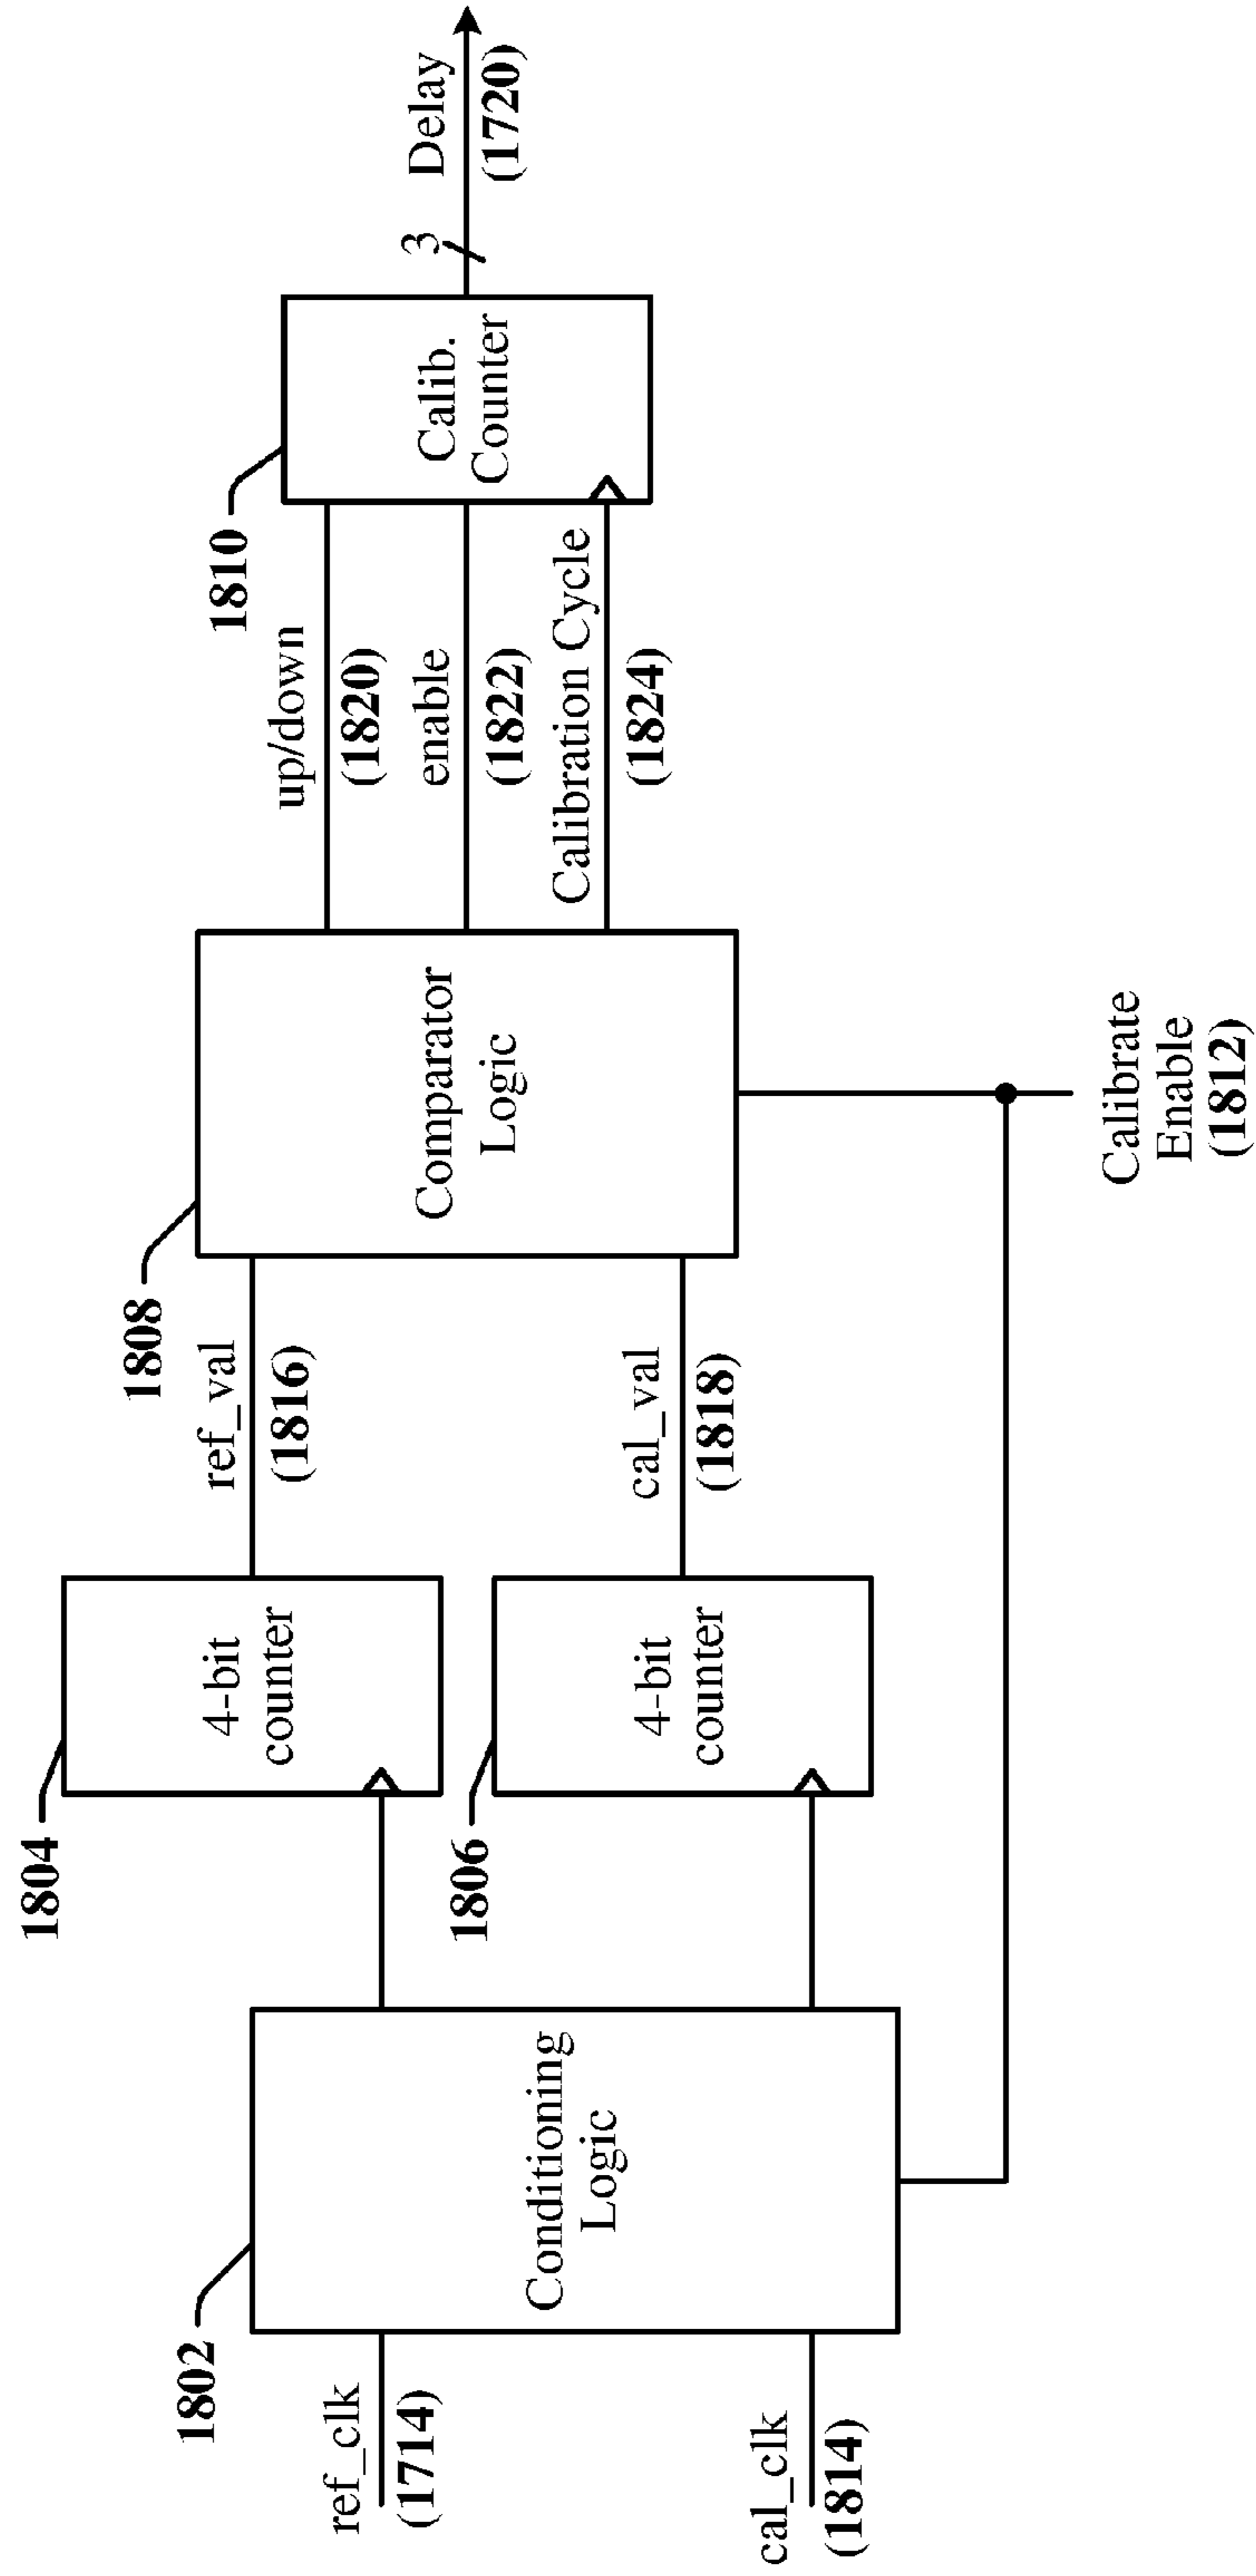 1802
ref_clk
(1714)
cal_clk
(1814)
Conditioning
Logic
1804
4-bit
counter
1806
4-bit
counter
ref_val
(1816)
cal_val
(1818)
1808
Comparator
Logic
Calibrate
Enable
(1812)
up/down
(1820)
enable
(1822)
Calibration Cycle
(1824)
1810
Calib.
Counter
3
Delay
(1720)